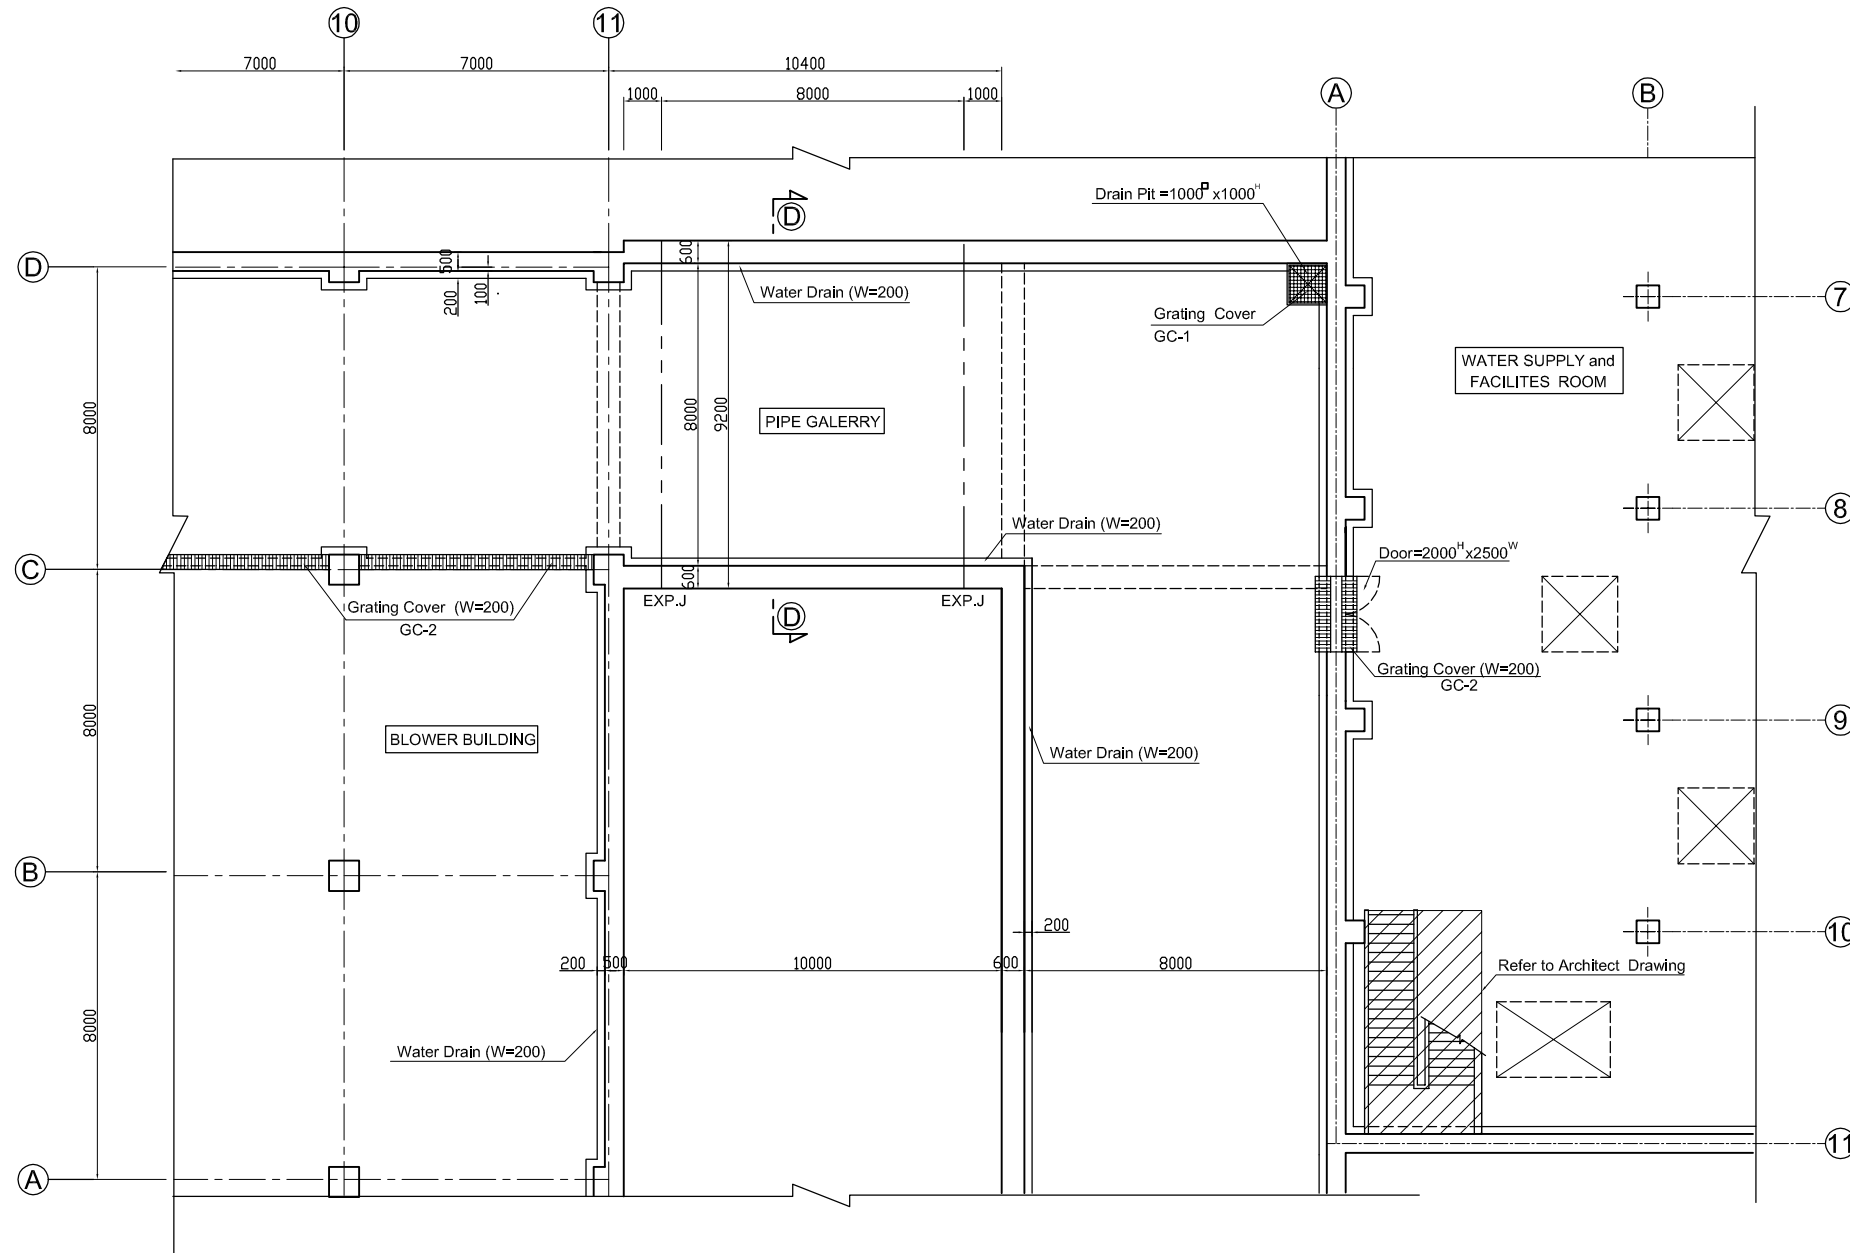 10
11
7000
7000
10400
1000
8000
1000
A
B
Drain Pit =1000 x1000H
D
D
500
600
7
200
100
Water Drain (W=200)
Grating Cover
GC-1
WATER SUPPLY and
FACILITES ROOM
8000
8000
9200
PIPE GALERRY
8
Water Drain (W=200)
Door=2000H x2500W
C
600
EXP.J
EXP.J
Grating Cover (W=200)
GC-2
D
Grating Cover (W=200)
GC-2
8000
9
BLOWER BUILDING
Water Drain (W=200)
B
200
10
200
500
10000
600
8000
Refer to Architect Drawing
8000
Water Drain (W=200)
11
A